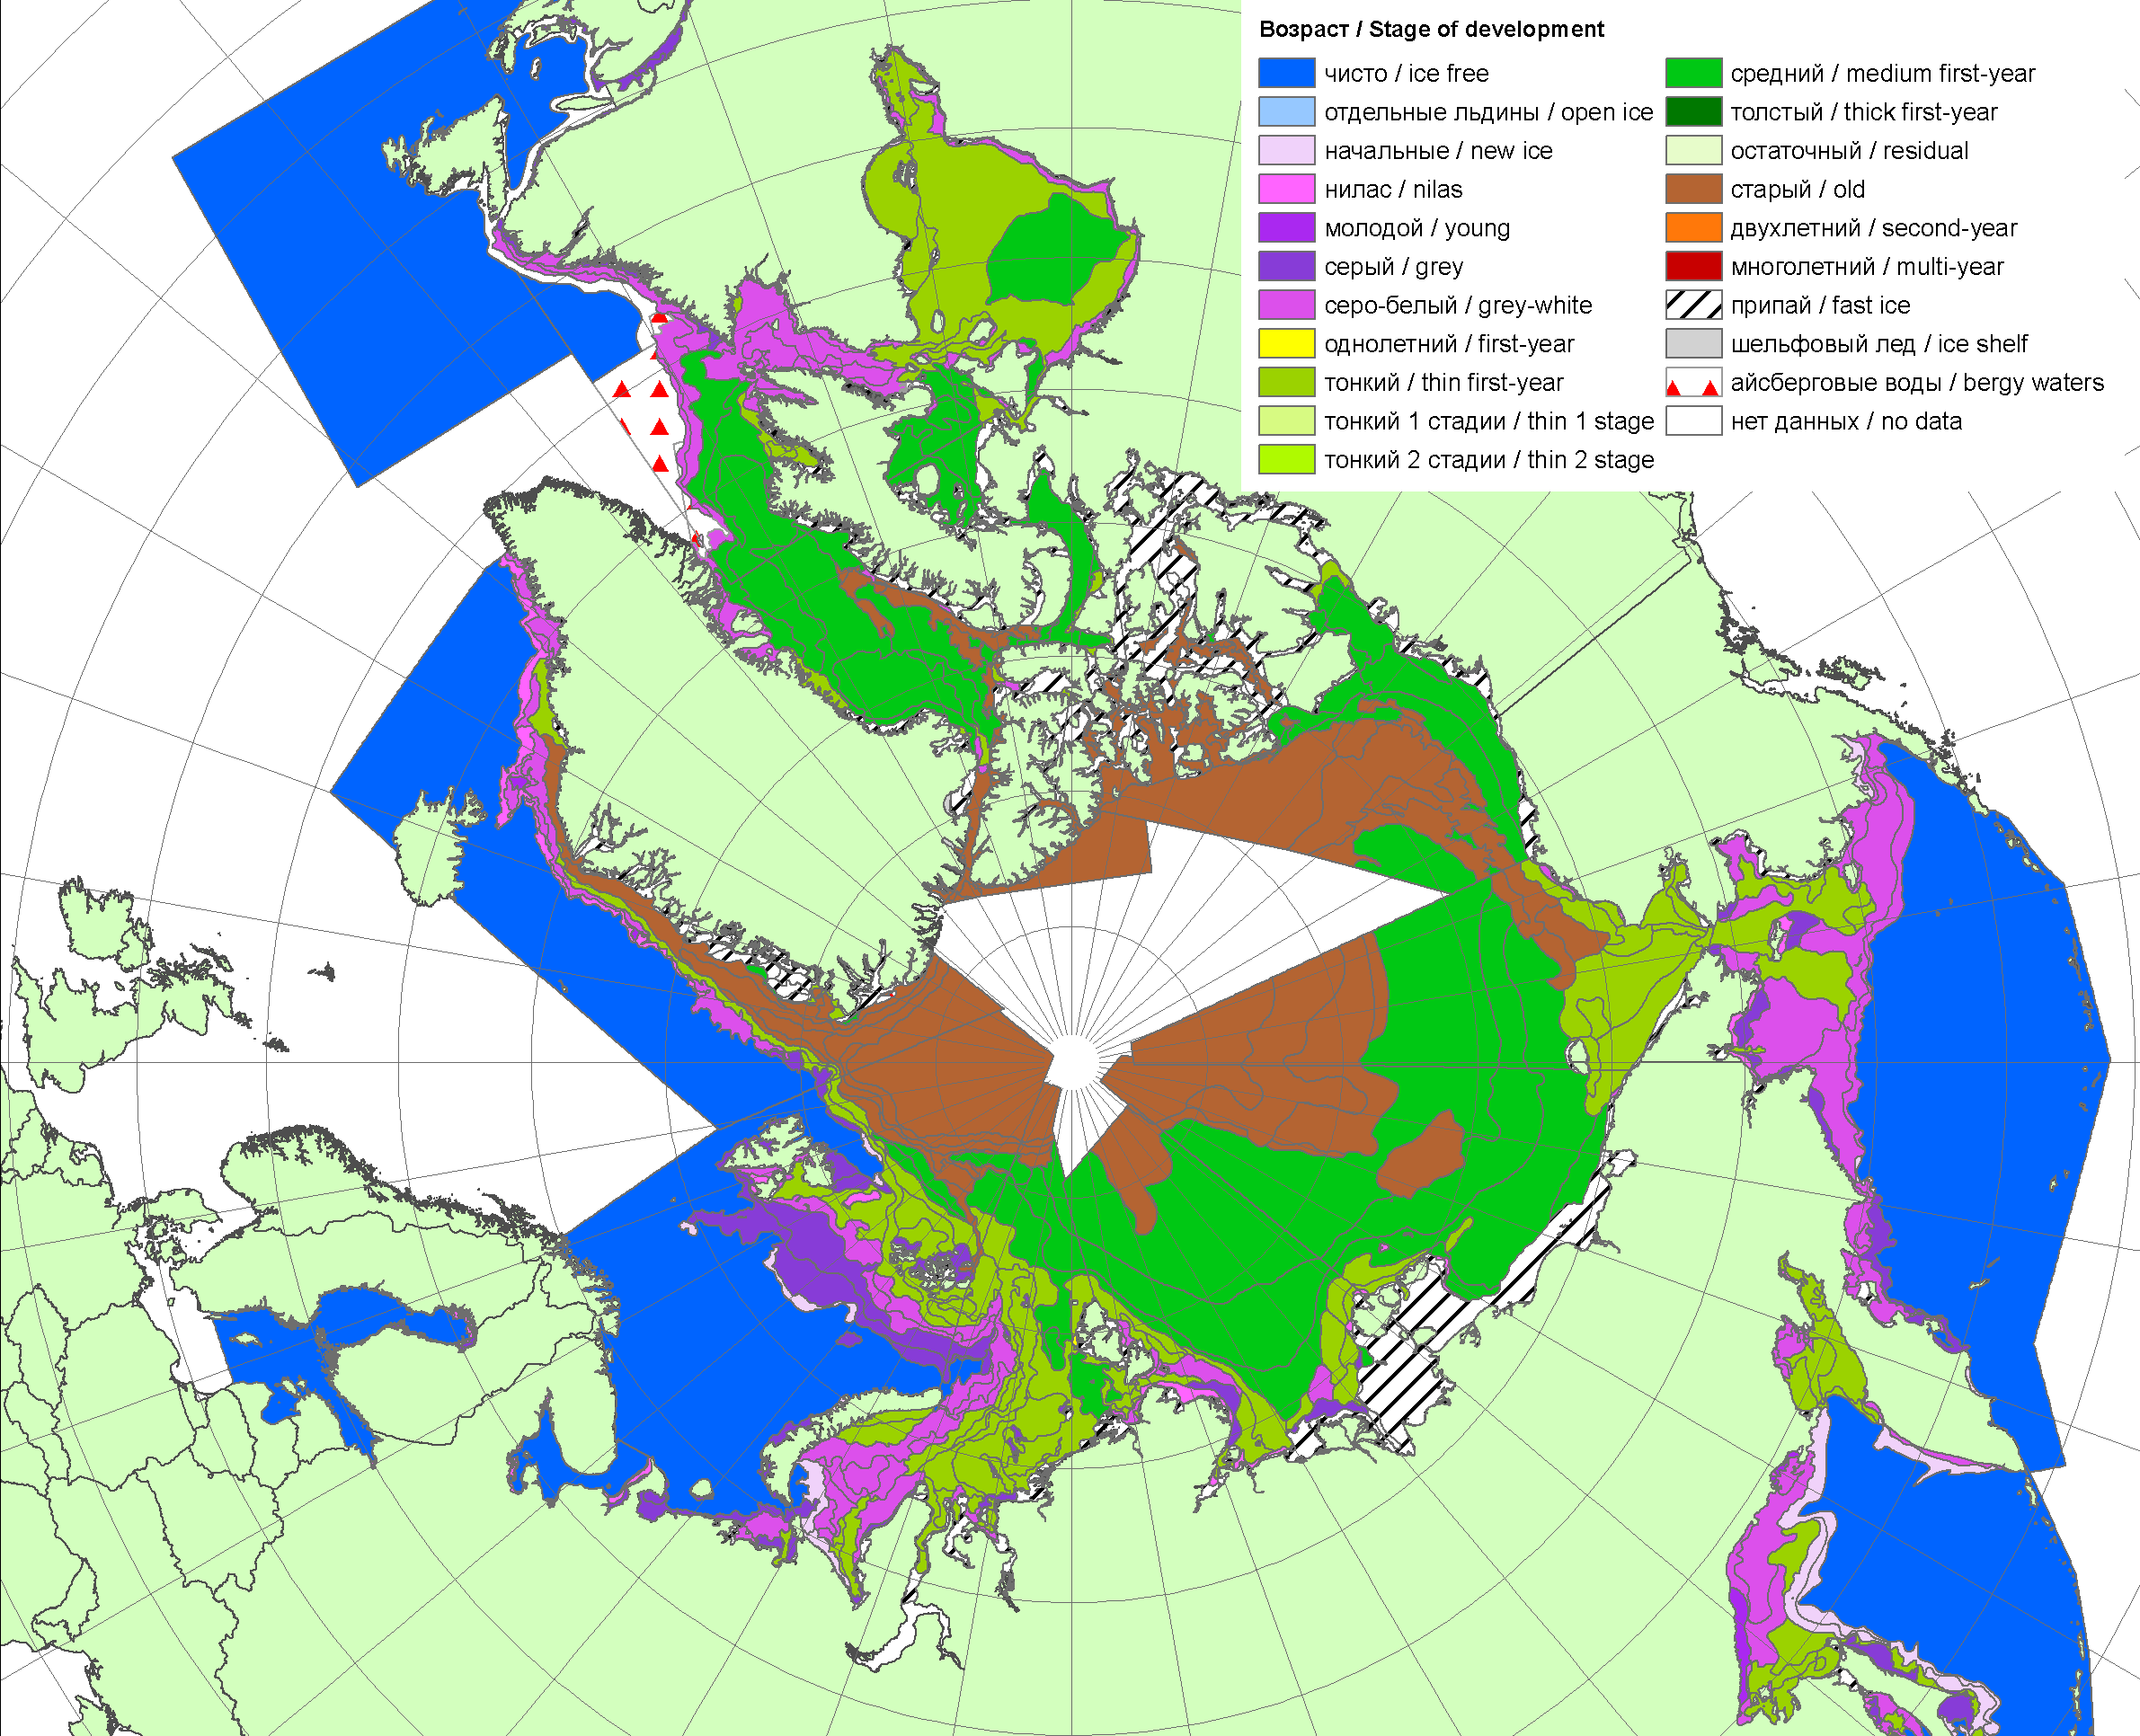 Возраст / Stage of development
чисто / ice free
отдельные льдины / open ice
начальные / new ice
нилас / nilas
молодой / young
серый / grey
серо-белый / grey-white
однолетний / first-year
тонкий / thin first-year
тонкий 1 стадии / thin 1 stage
тонкий 2 стадии / thin 2 stage
средний / medium first-year
толстый / thick first-year
остаточный / residual
старый / old
двухлетний / second-year
многолетний / multi-year
припай / fast ice
шельфовый лед / ice shelf
айсберговые воды / bergy waters
нет данных / no data